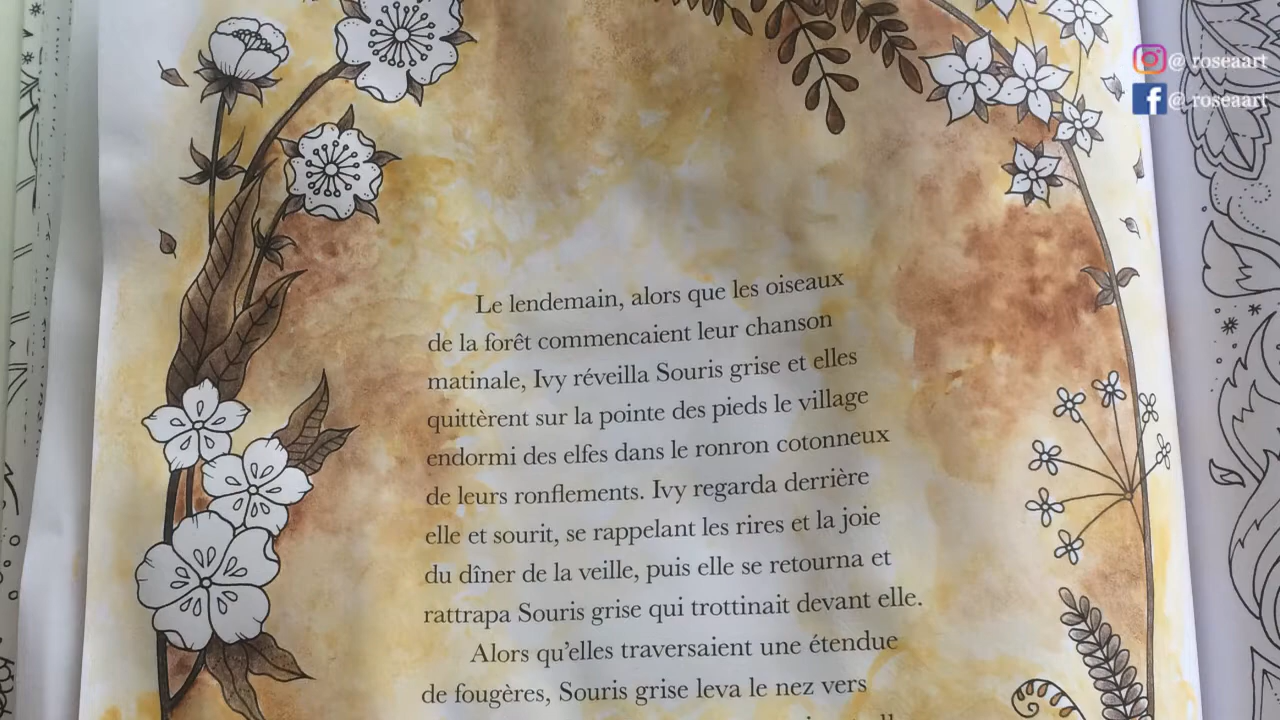 @_roseaart
@_roseaart
Le lendemain, alors que les oiseaux
de la forêt commencaient leur chanson
matinale, Ivy réveilla Souris grise et elles
quittèrent sur la pointe des pieds le village
endormi des elfes dans le ronron cotonneux
de leurs ronflements. Ivy regarda derrière
elle et sourit, se rappelant les rires et la joie
du dîner de la veille, puis elle se retourna et
rattrapa Souris grise qui trottinait devant elle.
Alors qu'elles traversaient une étendue
de fougères, Souris grise leva le nez vers